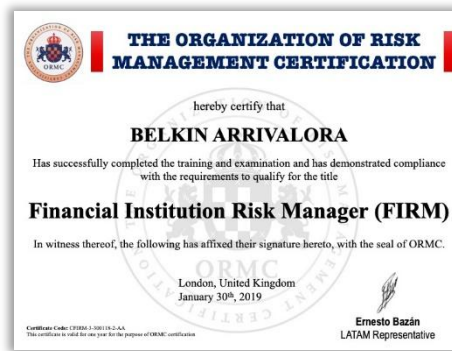 ORMC
THE ORGANIZATION OF RISK
MANAGEMENT CERTIFICATION
hereby certify that
BELKIN ARRIVALORA
Has successfully completed the training and examination and has demonstrated compliance
with the requirements to qualify for the title
Financial Institution Risk Manager (FIRM)
In witness thereof, the following has affixed their signature hereto, with the seal of ORMC.
ORMC
London, United Kingdom
January 30th, 2019
Ernesto Bazán
LATAM Representative
This certificate is valid for one year for the purpose of ORMC certification